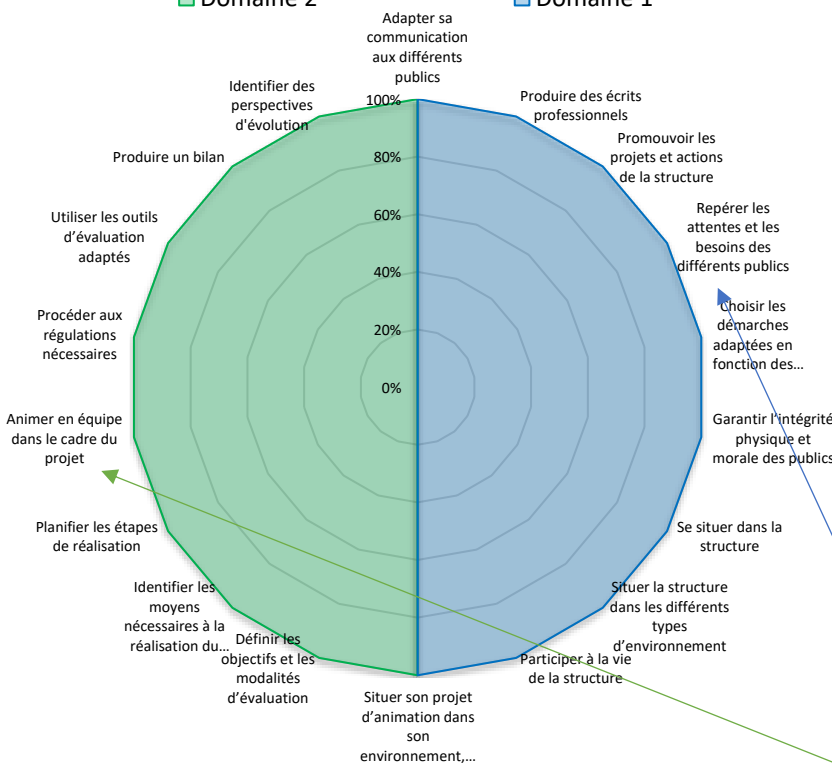 Domaine 2
Domaine 1
Adapter sa
communication
aux différents
publics
Produire des écrits
professionnels
Promouvoir les
projets et actions
de la structure
Repérer les
attentes et les
besoins des
différents publics
Choisir les
démarches
adaptées en
fonction des...
Garantir l'intégrité
physique et
morale des publics
Se situer dans la
structure
Situer la structure
dans les différents
types
d'environnement
Participer à la vie
de la structure
Situer son projet
d'animation dans
son
environnement,...
Définir les
objectifs et les
modalités
d'évaluation
Identifier les
moyens
nécessaires à la
réalisation du...
Planifier les étapes
de réalisation
Animer en équipe
dans le cadre du
projet
Procéder aux
régulations
nécessaires
Utiliser les outils
d'évaluation
adaptés
Produire un bilan
Identifier des
perspectives
d'évolution
100%
80%
60%
40%
20%
0%